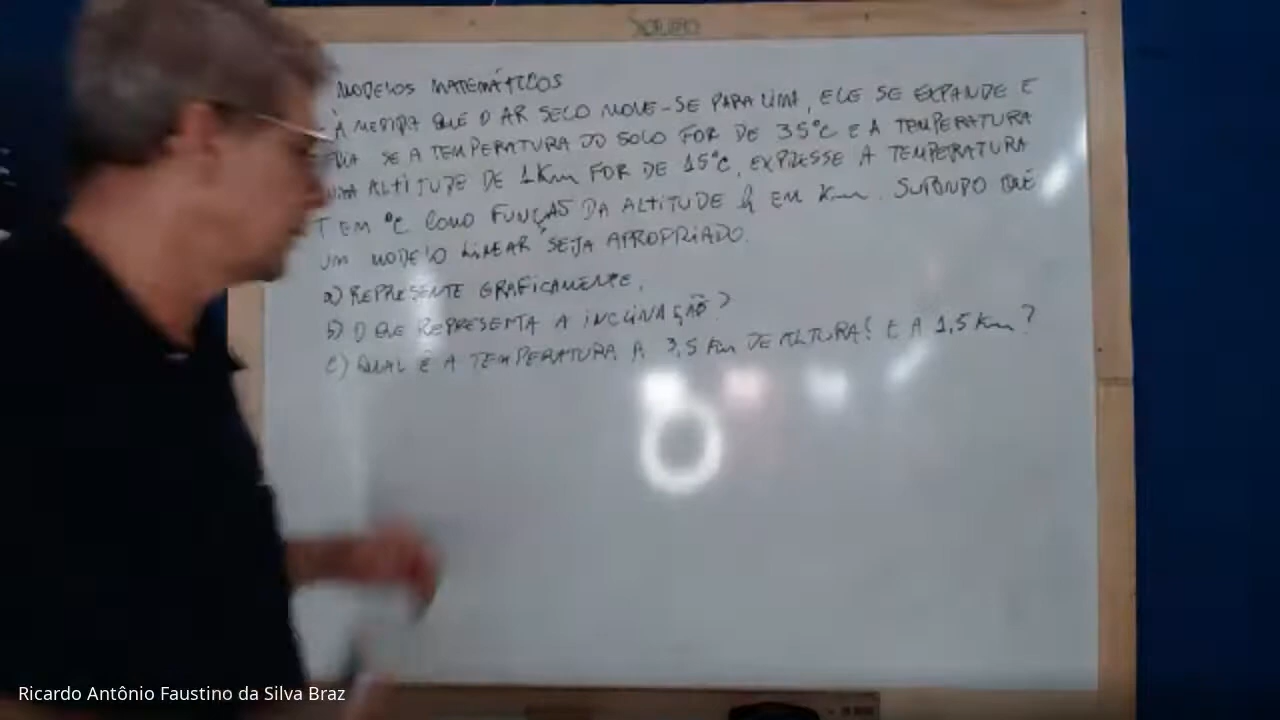 MODELOS MATEMÁTICOS
À MEDIDA QUE O AR SECO MOVE-SE PARA CIMA, ELE SE EXPANDE E
SE A TEMPERATURA DO SOLO FOR DE 35°C E A TEMPERATURA
ALTITUDE DE 1Km FOR DE 15°C, EXPRESSE A TEMPERATURA
T EM °C COMO FUNÇÃO DA ALTITUDE h EM Km. SUPONDO QUE
UM MODELO LINEAR SEJA APROPRIADO.
a) REPRESENTE GRAFICAMENTE.
b) O QUE REPRESENTA A INCLINAÇÃO?
c) QUAL É A TEMPERATURA A 3,5 Km DE ALTURA? E A 1,5 Km?
Ricardo Antônio Faustino da Silva Braz